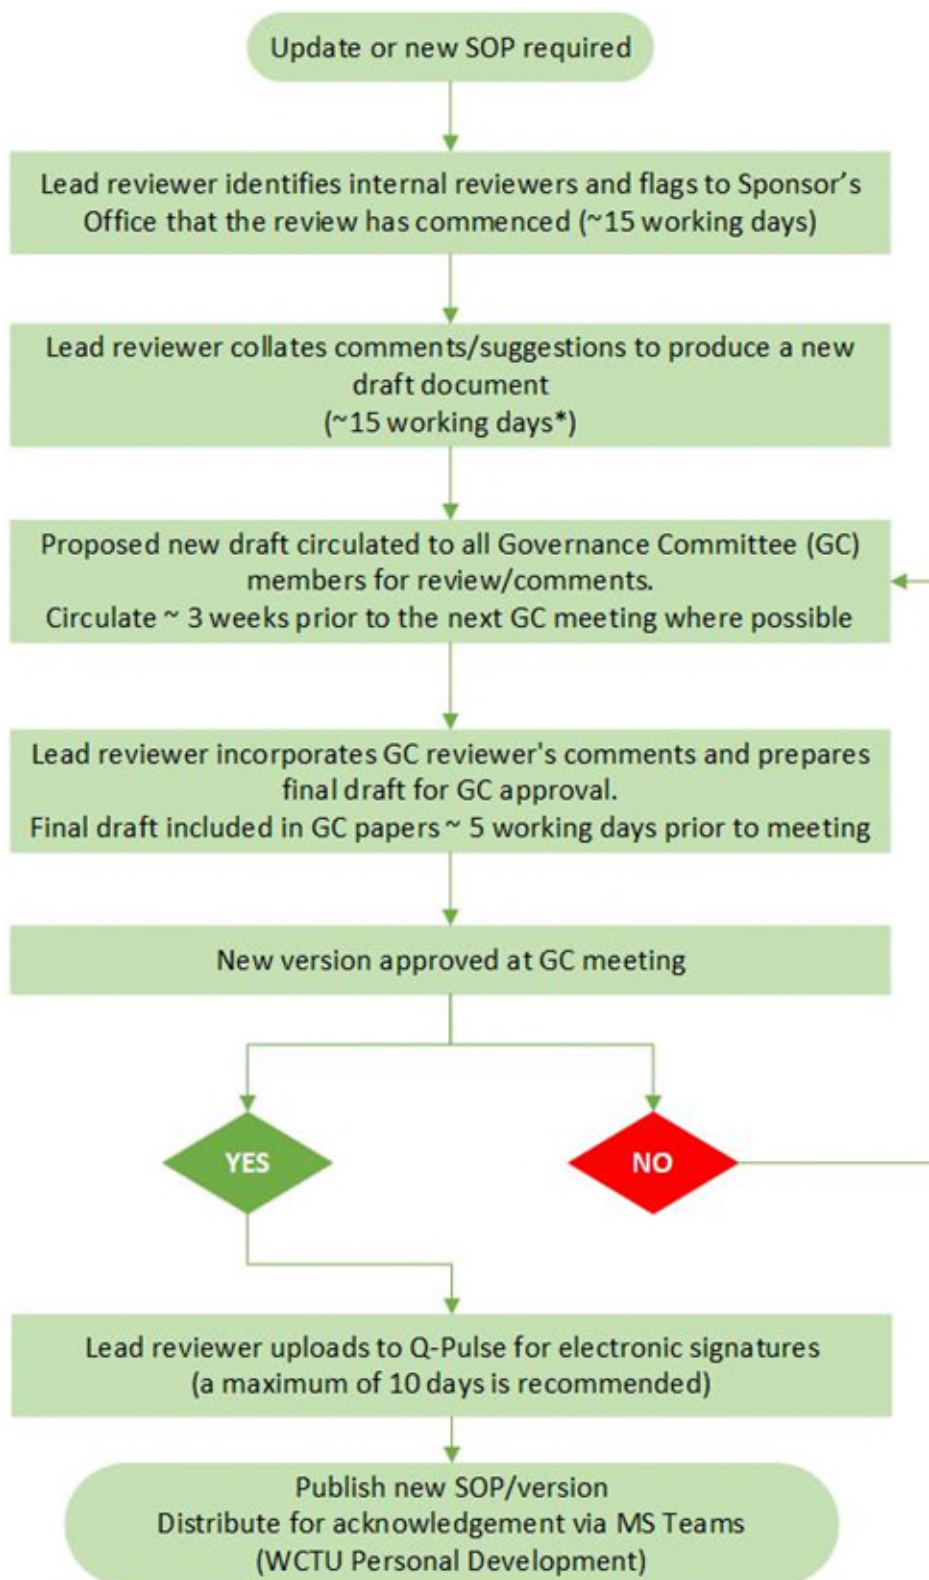 Update or new SOP required
Lead reviewer identifies internal reviewers and flags to Sponsor's
Office that the review has commenced (~15 working days)
Lead reviewer collates comments/suggestions to produce a new
draft document
(~15 working days*)
Proposed new draft circulated to all Governance Committee (GC)
members for review/comments.
Circulate ~ 3 weeks prior to the next GC meeting where possible
Lead reviewer incorporates GC reviewer's comments and prepares
final draft for GC approval.
Final draft included in GC papers ~ 5 working days prior to meeting
New version approved at GC meeting
YES
NO
Lead reviewer uploads to Q-Pulse for electronic signatures
(a maximum of 10 days is recommended)
Publish new SOP/version
Distribute for acknowledgement via MS Teams
(WCTU Personal Development)